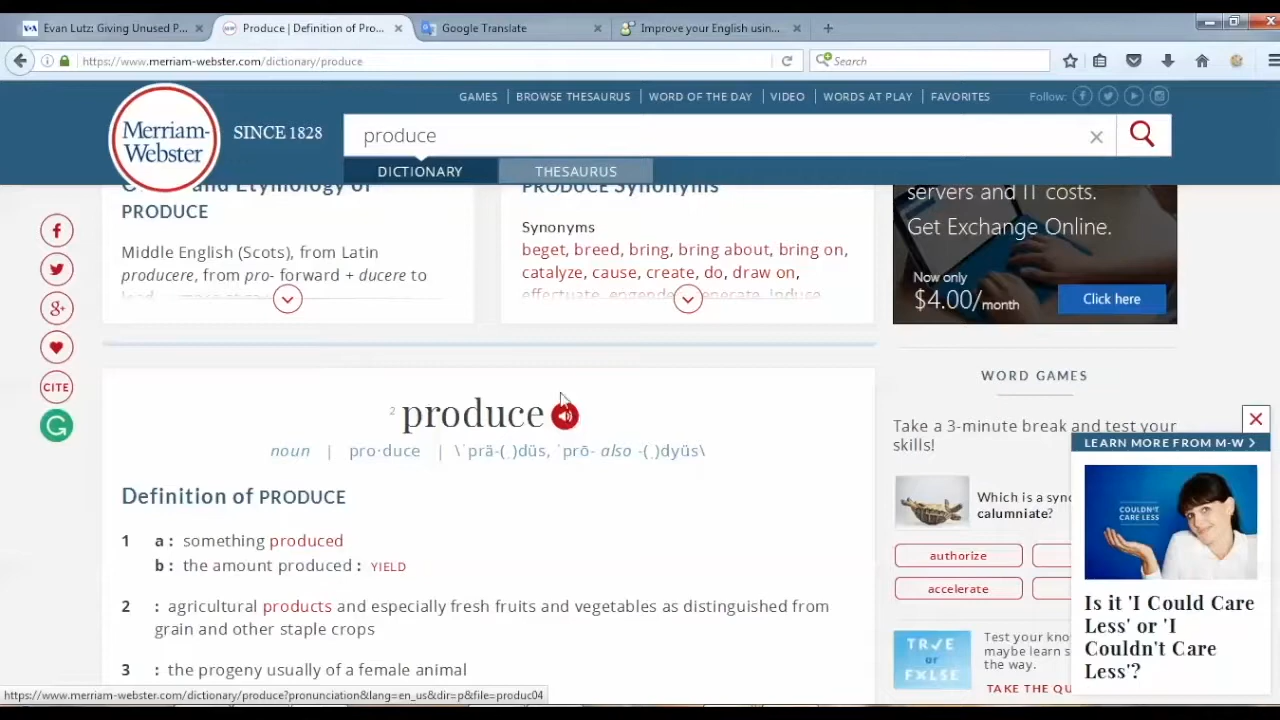 Evan Lutz: Giving Unused P...
Produce | Definition of Pro...
Google Translate
Improve your English usin...
https://www.merriam-webster.com/dictionary/produce
Search
GAMES
BROWSE THESAURUS
WORD OF THE DAY
VIDEO
WORDS AT PLAY
FAVORITES
Follow:
Merriam-
Webster
SINCE 1828
produce
DICTIONARY
THESAURUS
PRODUCE
Middle English (Scots), from Latin
producere, from pro- forward + ducere to
PRODUCE Synonyms
Synonyms
beget, breed, bring, bring about, bring on,
catalyze, cause, create, do, draw on,
servers and IT costs.
Get Exchange Online.
Now only
$4.00/month
Click here
CITE
2 produce
noun | pro·duce | \ˈprä-(ˌ)düs, ˈprō- also -(ˌ)dyüs\
Definition of PRODUCE
1 a : something produced
b : the amount produced : YIELD
2 : agricultural products and especially fresh fruits and vegetables as distinguished from
grain and other staple crops
3 : the progeny usually of a female animal
WORD GAMES
Take a 3-minute break and test your
skills!
Which is a syn
calumniate?
authorize
accelerate
TRUE
or
FALSE
Test your kno
maybe learn s
the way.
TAKE THE QU
LEARN MORE FROM M-W >
COULDN'T
CARE LESS
Is it 'I Could Care
Less' or 'I
Couldn't Care
Less'?
https://www.merriam-webster.com/dictionary/produce?pronunciation&lang=en_us&dir=p&file=produc04